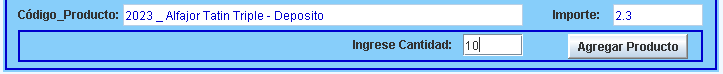 Código_Producto: 2023 _ Alfajor Tatin Triple - Deposito Importe: 2.3
Ingrese Cantidad: 10 Agregar Producto